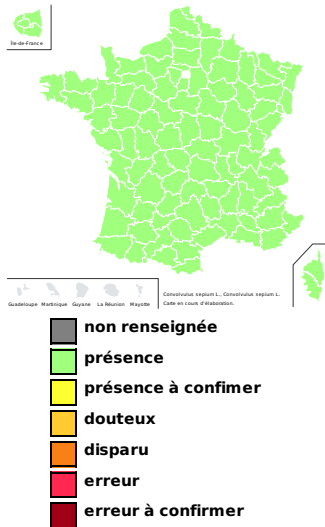 Île-de-France
Guadeloupe Martinique Guyane La Réunion Mayotte
Convolvulus sepium L., Convolvulus sepium L.
Carte en cours d'élaboration.
non renseignée
présence
présence à confimer
douteux
disparu
erreur
erreur à confirmer